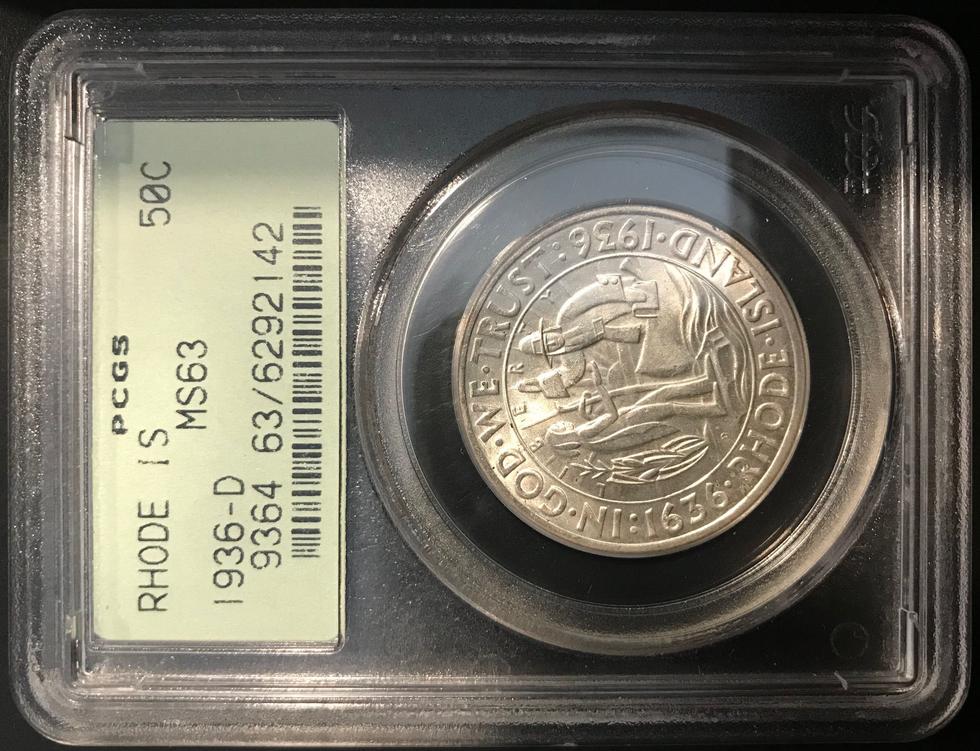 PCGS
RHODE IS 50C
MS63
1936-D
9364 63/6292142
IN·GOD·WE·TRUST:1936·
RHODE·ISLAND·1636:
LIBERTY